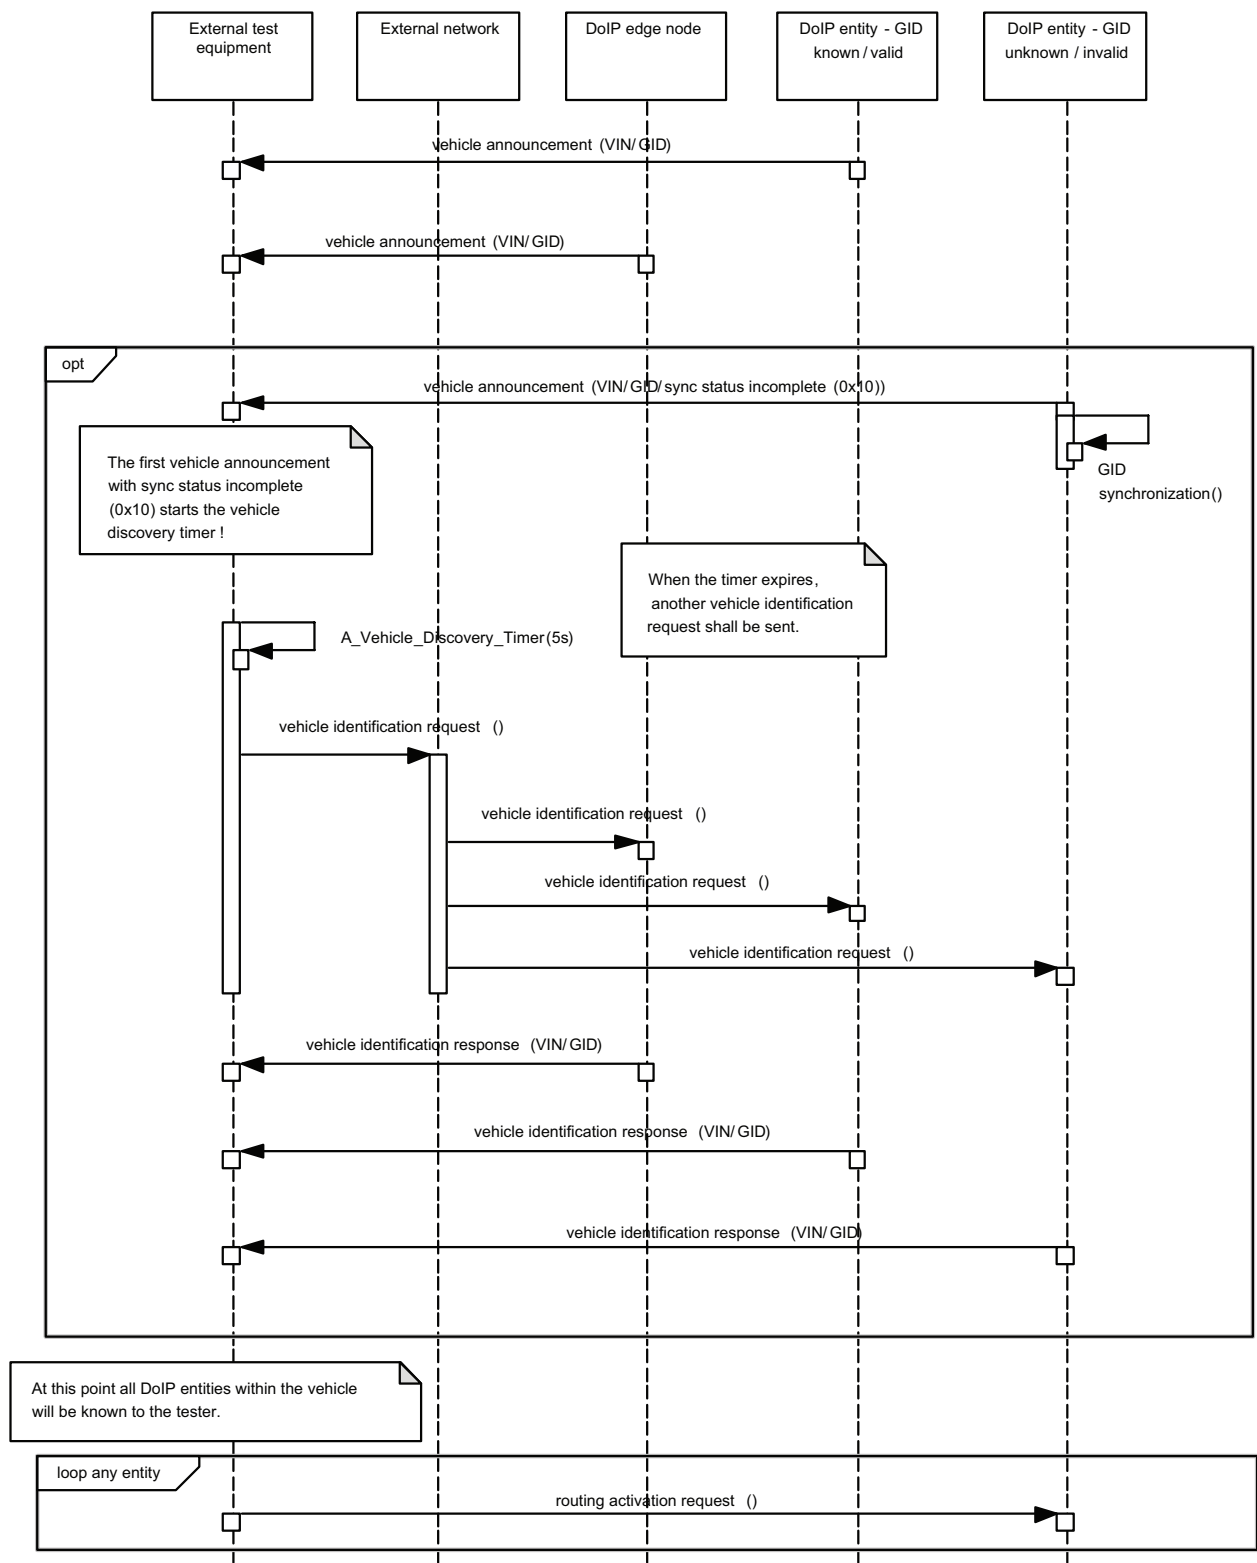 External test
equipment
External network
DoIP edge node
DoIP entity - GID
known / valid
DoIP entity - GID
unknown / invalid
vehicle announcement (VIN/ GID)
vehicle announcement (VIN/ GID)
opt
vehicle announcement (VIN/ GID/ sync status incomplete (0x10))
The first vehicle announcement
with sync status incomplete
(0x10) starts the vehicle
discovery timer !
GID
synchronization()
When the timer expires,
another vehicle identification
request shall be sent.
A_Vehicle_Discovery_Timer(5s)
vehicle identification request ()
vehicle identification request ()
vehicle identification request ()
vehicle identification request ()
vehicle identification response (VIN/ GID)
vehicle identification response (VIN/ GID)
vehicle identification response (VIN/ GID)
At this point all DoIP entities within the vehicle
will be known to the tester.
loop any entity
routing activation request ()